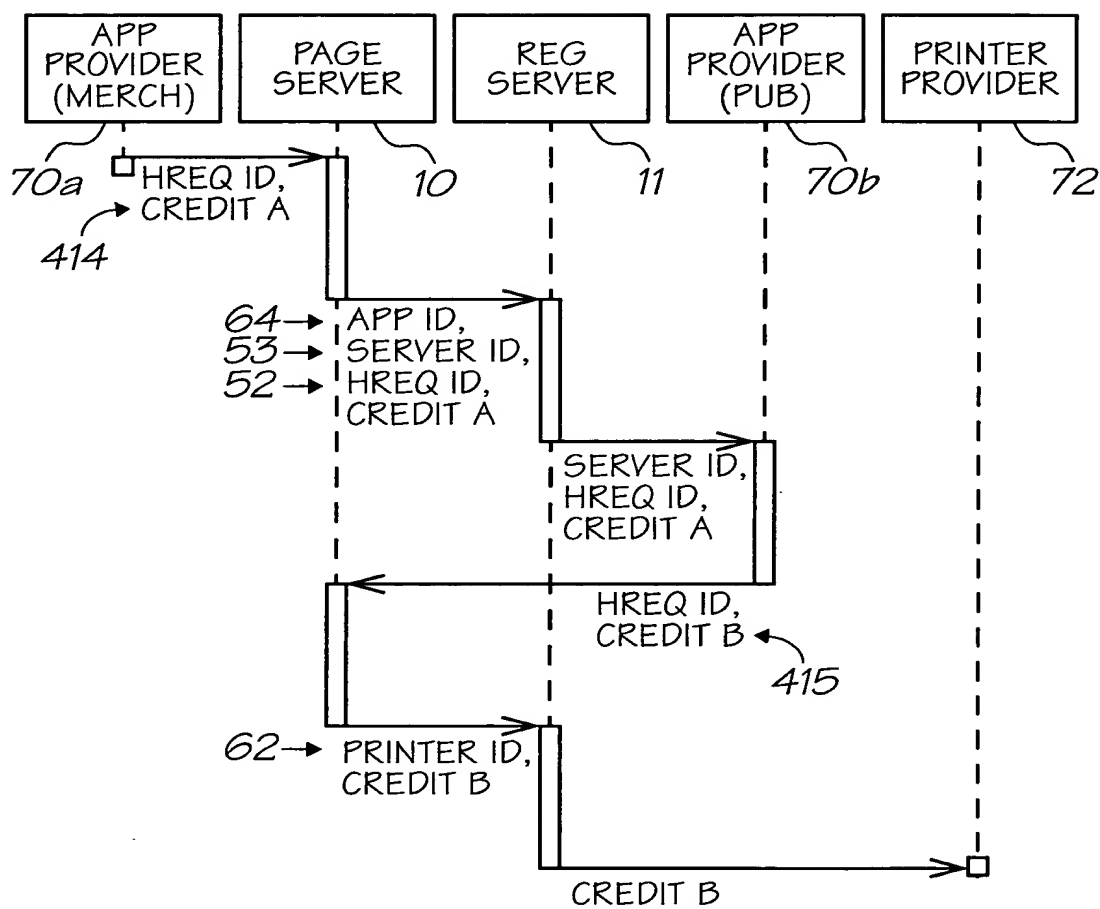 APP
PROVIDER
(MERCH)
PAGE
SERVER
REG
SERVER
APP
PROVIDER
(PUB)
PRINTER
PROVIDER
70a
10
11
70b
72
HREQ ID,
CREDIT A
414
64
APP ID,
53
SERVER ID,
52
HREQ ID,
CREDIT A
SERVER ID,
HREQ ID,
CREDIT A
HREQ ID,
CREDIT B
415
62
PRINTER ID,
CREDIT B
CREDIT B